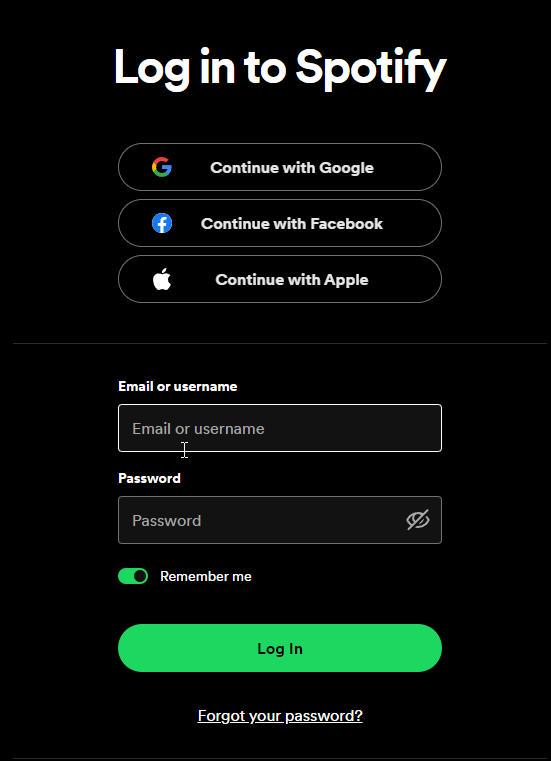 Log in to Spotify
Continue with Google
Continue with Facebook
Continue with Apple
Email or username
Email or username
Password
Password
Remember me
Log In
Forgot your password?